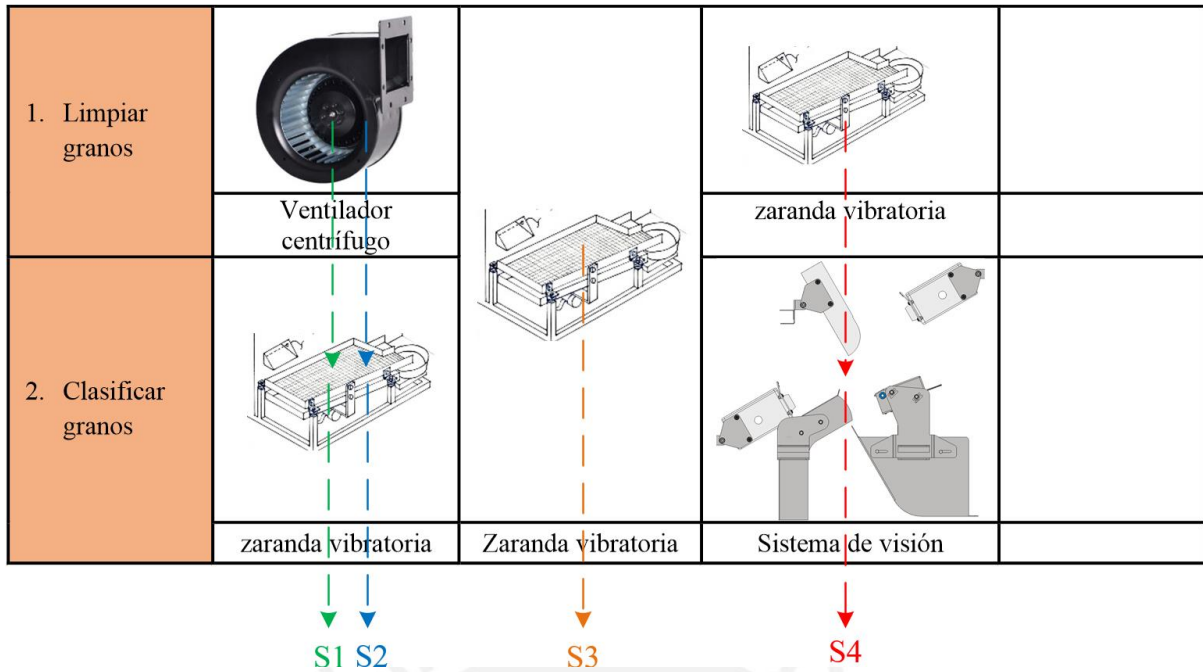 1. Limpiar
granos
Ventilador
centrífugo
zaranda vibratoria
2. Clasificar
granos
zaranda vibratoria
Zaranda vibratoria
Sistema de visión
S1 S2
S3
S4